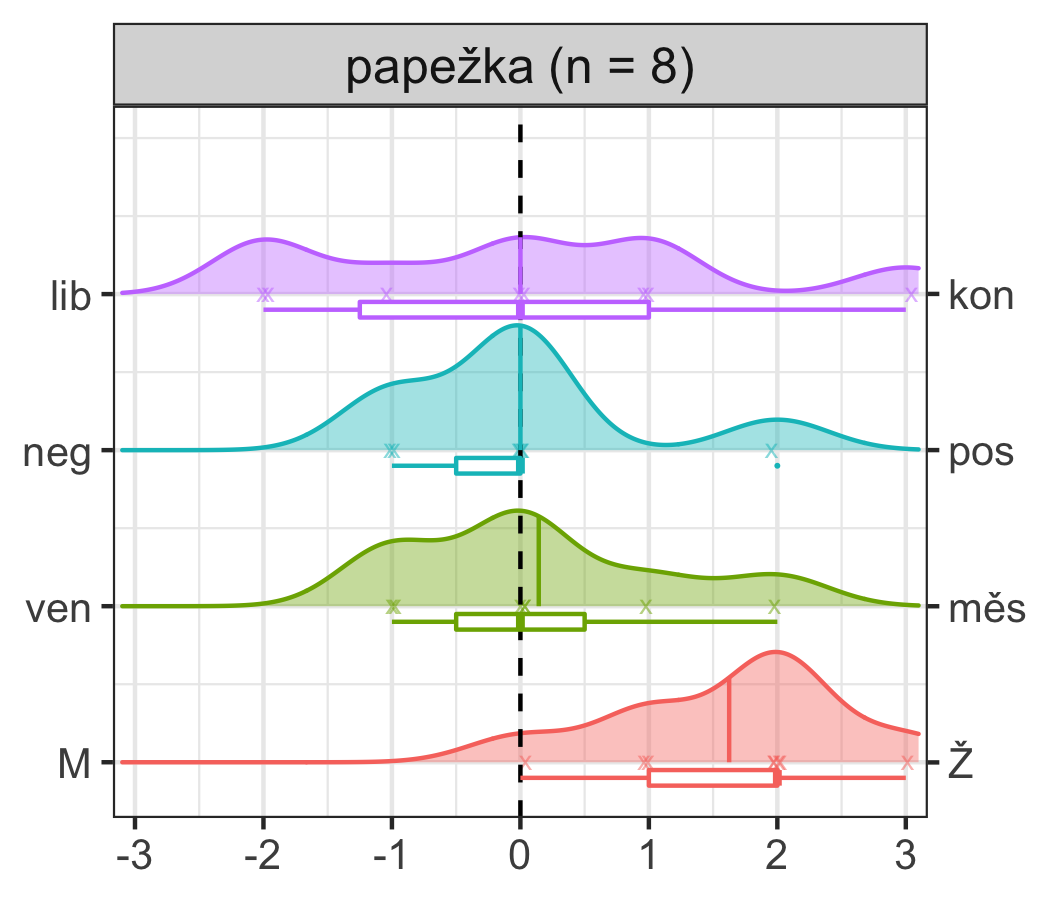 papežka (n = 8)
lib kon
neg pos
ven měs
M Ž
-3 -2 -1 0 1 2 3